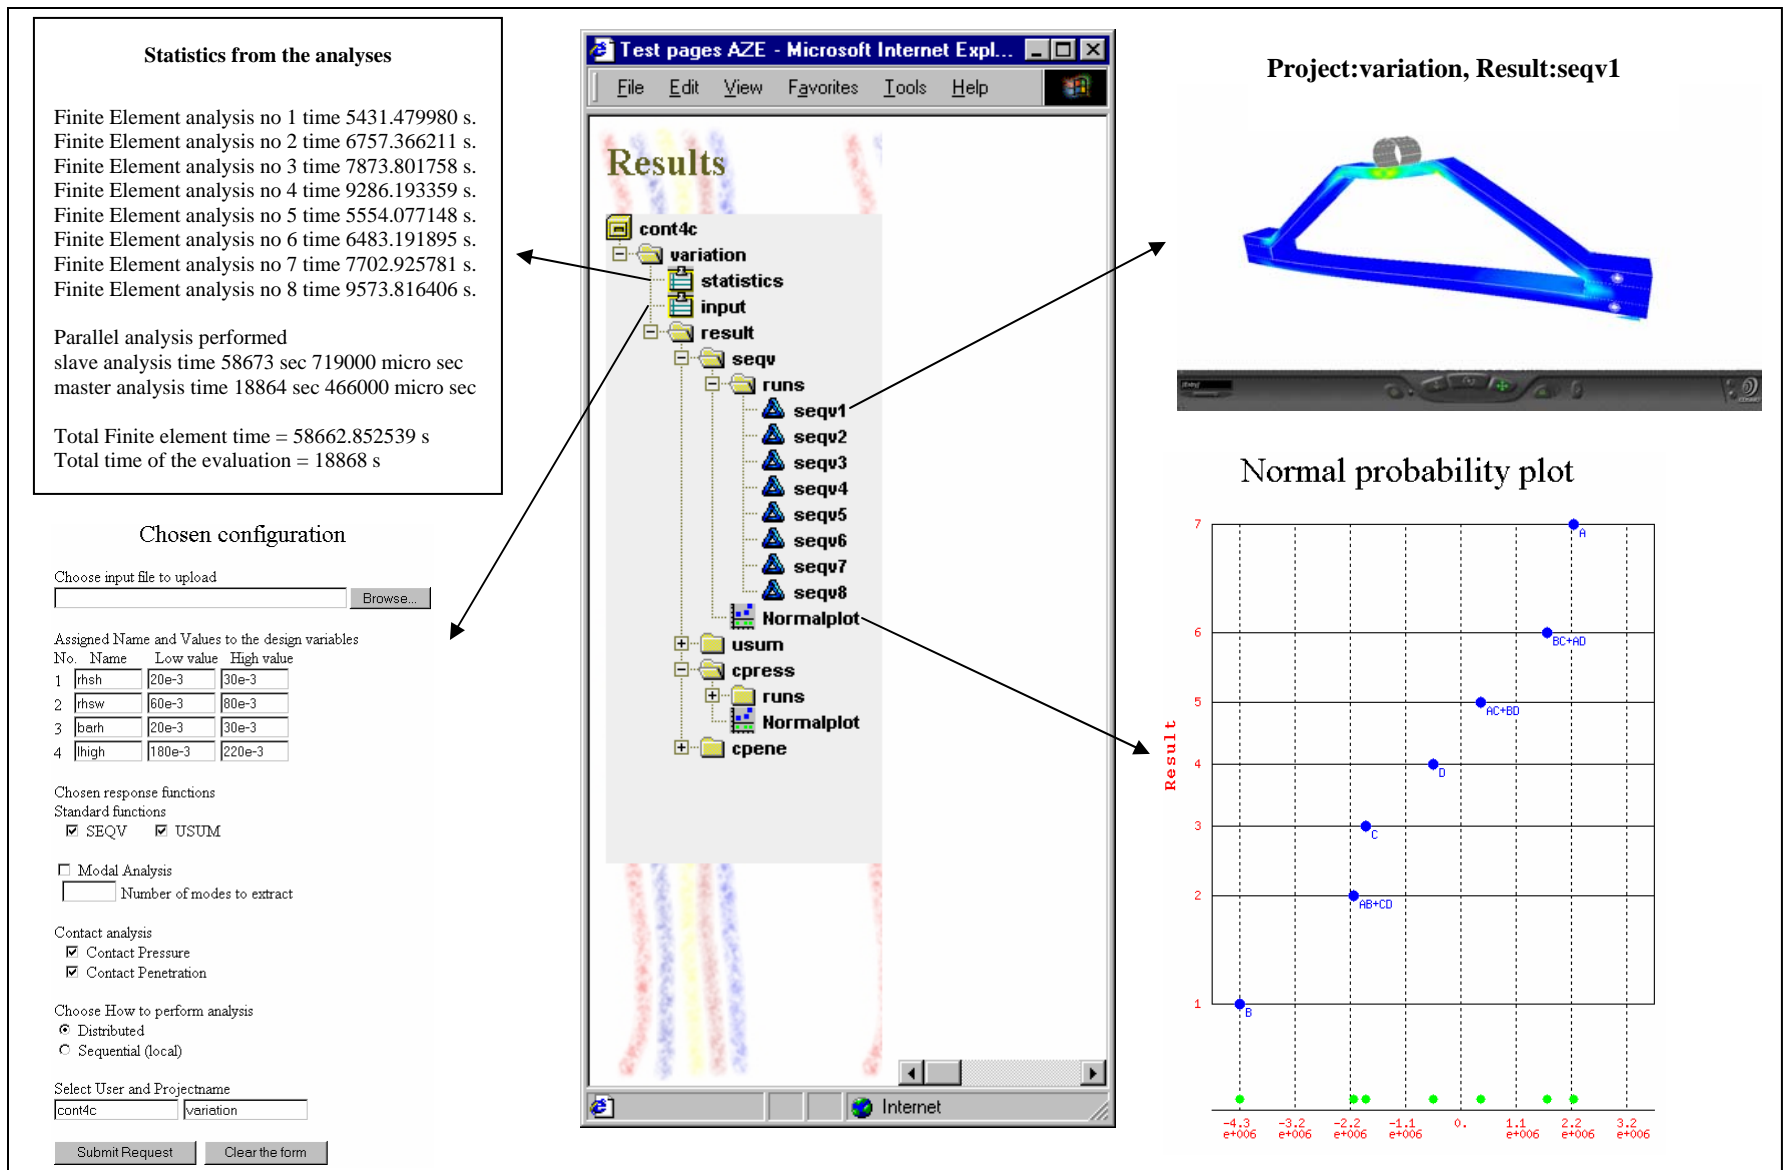 Statistics from the analyses
Finite Element analysis no 1 time 5431.479980 s.
Finite Element analysis no 2 time 6757.366211 s.
Finite Element analysis no 3 time 7873.801758 s.
Finite Element analysis no 4 time 9286.193359 s.
Finite Element analysis no 5 time 5554.077148 s.
Finite Element analysis no 6 time 6483.191895 s.
Finite Element analysis no 7 time 7702.925781 s.
Finite Element analysis no 8 time 9573.816406 s.
Parallel analysis performed
slave analysis time 58673 sec 719000 micro sec
master analysis time 18864 sec 466000 micro sec
Total Finite element time = 58662.852539 s
Total time of the evaluation = 18868 s
Chosen configuration
Choose input file to upload
Browse...
Assigned Name and Values to the design variables
No. Name Low value High value
1 rhsh 20e-3 30e-3
2 rhsw 60e-3 80e-3
3 barh 20e-3 30e-3
4 lhigh 180e-3 220e-3
Chosen response functions
Standard functions
SEQV USUM
Modal Analysis
Number of modes to extract
Contact analysis
Contact Pressure
Contact Penetration
Choose How to perform analysis
Distributed
Sequential (local)
Select User and Projectname
cont4c variation
Submit Request Clear the form
Test pages AZE - Microsoft Internet Expl...
File Edit View Favorites Tools Help
Results
cont4c
variation
statistics
input
result
seqv
runs
seqv1
seqv2
seqv3
seqv4
seqv5
seqv6
seqv7
seqv8
Normalplot
usum
cpress
runs
Normalplot
cpene
Internet
Project:variation, Result:seqv1
Normal probability plot
Result
7
A
6
BC+AD
5
AC+BD
4
D
3
C
2
AB+CD
1
B
-4.3 -3.2 -2.2 -1.1 0. 1.1 2.2 3.2
e+006 e+006 e+006 e+006 e+006 e+006 e+006